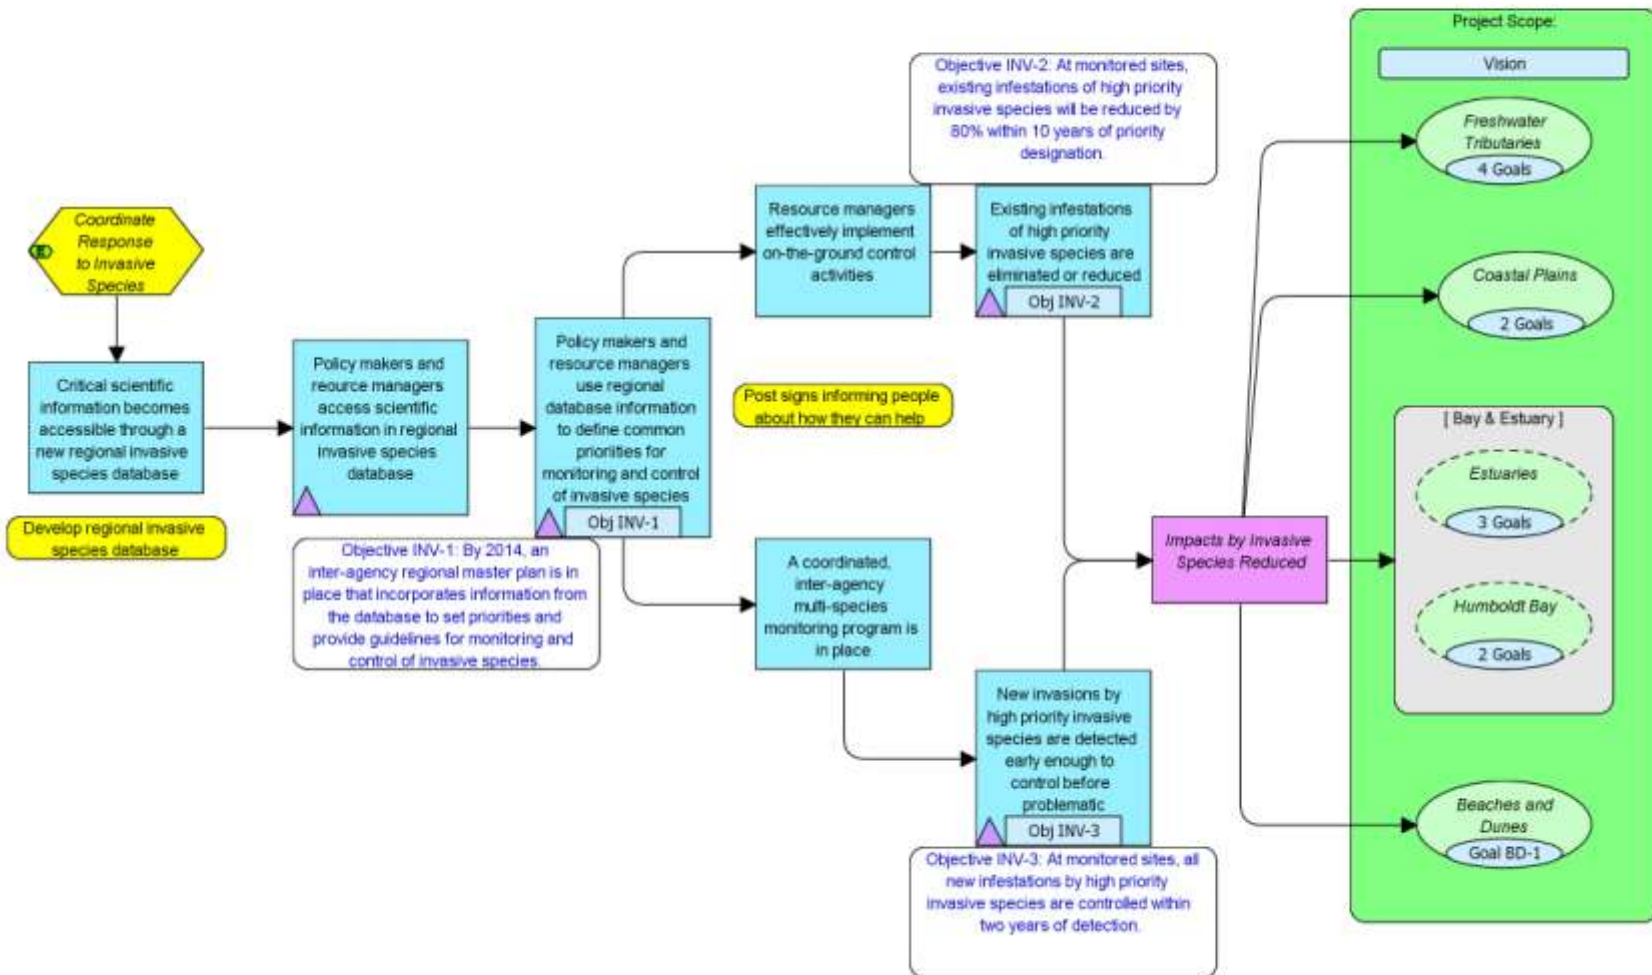 Coordinate
Response
to Invasive
Species
Critical scientific
information becomes
accessible through a
new regional invasive
species database
Develop regional invasive
species database
Policy makers and
reource managers
access scientific
information in regional
invasive species
database
Policy makers and
resource managers
use regional
database information
to define common
priorities for
monitoring and control
of invasive species
Obj INV-1
Objective INV-1: By 2014, an
inter-agency regional master plan is in
place that incorporates information from
the database to set priorities and
provide guidelines for monitoring and
control of invasive species.
Resource managers
effectively implement
on-the-ground control
activities
Objective INV-2: At monitored sites,
existing infestations of high priority
invasive species will be reduced by
80% within 10 years of priority
designation.
Existing infestations
of high priority
invasive species are
eliminated or reduced
Obj INV-2
Post signs informing people
about how they can help
A coordinated,
inter-agency
multi-species
monitoring program is
in place
New invasions by
high priority invasive
species are detected
early enough to
control before
problematic
Obj INV-3
Objective INV-3: At monitored sites, all
new infestations by high priority
invasive species are controlled within
two years of detection.
Impacts by Invasive
Species Reduced
Project Scope:
Vision
Freshwater
Tributaries
4 Goals
Coastal Plains
2 Goals
[ Bay & Estuary ]
Estuaries
3 Goals
Humboldt Bay
2 Goals
Beaches and
Dunes
Goal BD-1